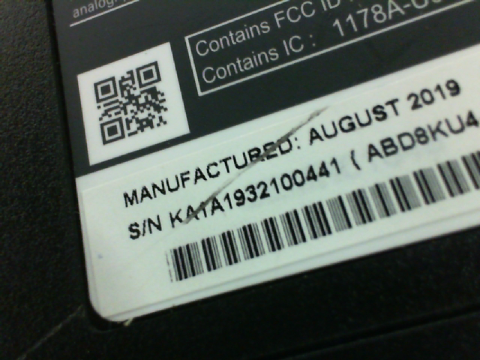 Contains FCC ID
Contains IC : 1178A-
MANUFACTURED: AUGUST 2019
S/N KA1A1932100441 ( ABD8KU4